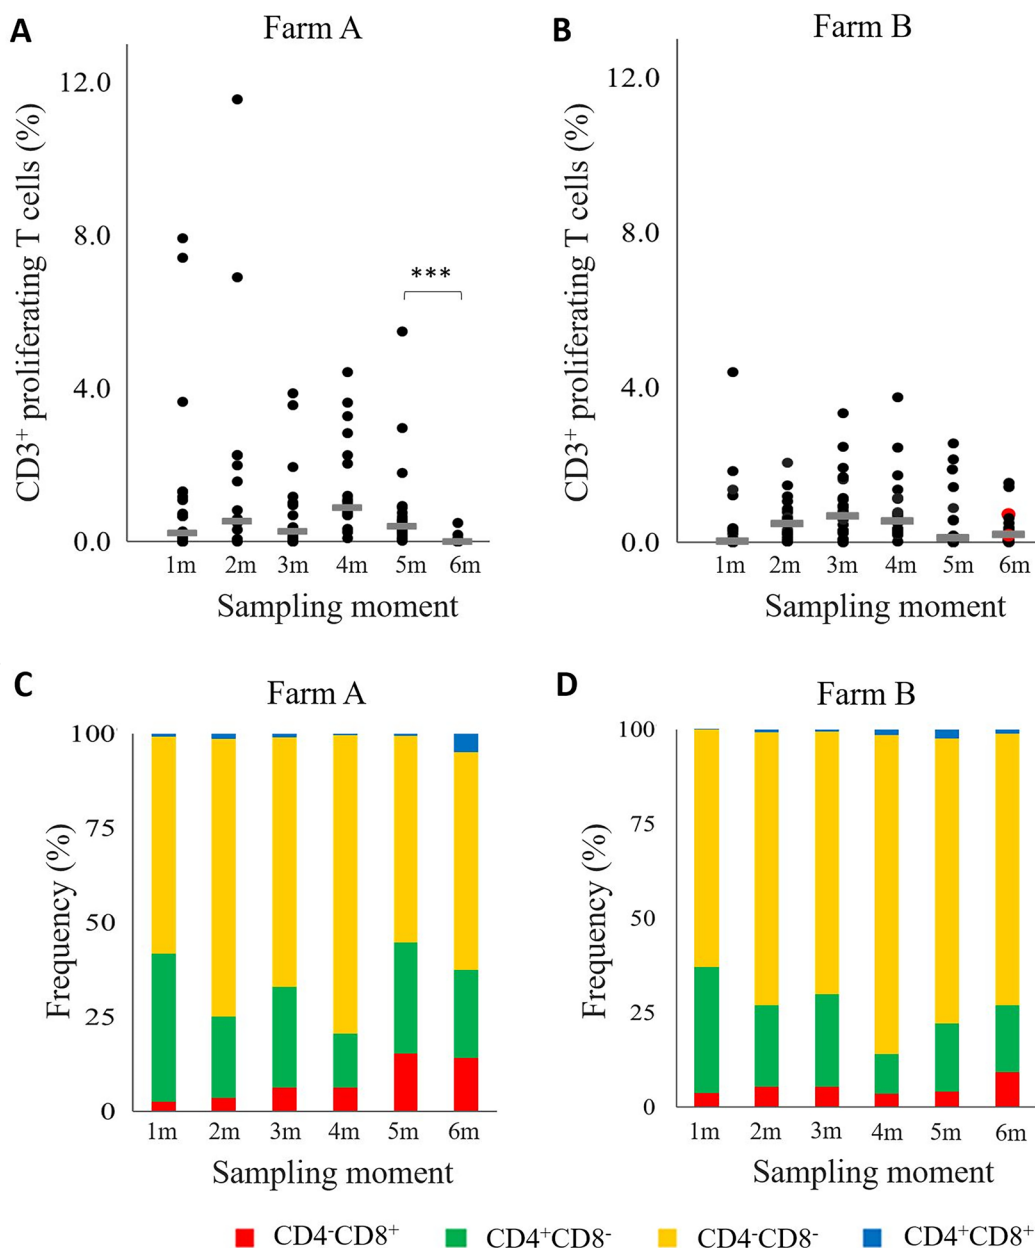 A
Farm A
CD3⁺ proliferating T cells (%)
12.0
8.0
4.0
0.0
***
1m 2m 3m 4m 5m 6m
Sampling moment
B
Farm B
CD3⁺ proliferating T cells (%)
12.0
8.0
4.0
0.0
1m 2m 3m 4m 5m 6m
Sampling moment
C
Farm A
Frequency (%)
100
75
50
25
0
1m 2m 3m 4m 5m 6m
Sampling moment
D
Farm B
Frequency (%)
100
75
50
25
0
1m 2m 3m 4m 5m 6m
Sampling moment
CD4⁻CD8⁺ CD4⁺CD8⁻ CD4⁻CD8⁻ CD4⁺CD8⁺